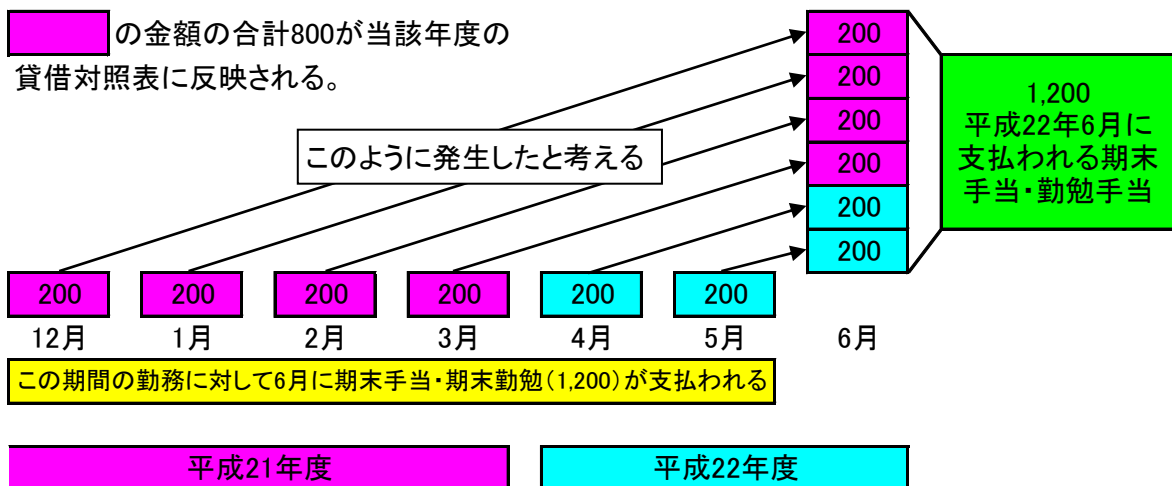 の金額の合計800が当該年度の
貸借対照表に反映される。
200
200
200
200
200
200
1,200
平成22年6月に
支払われる期末
手当・勤勉手当
このように発生したと考える
200
200
200
200
200
200
12月
1月
2月
3月
4月
5月
6月
この期間の勤務に対して6月に期末手当・期末勤勉(1,200)が支払われる
平成21年度
平成22年度